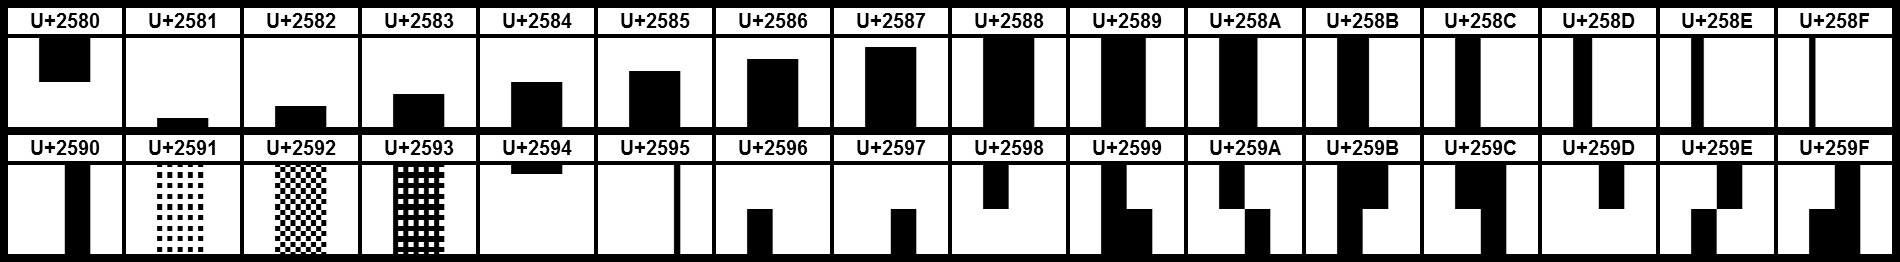 U+2580 U+2581 U+2582 U+2583 U+2584 U+2585 U+2586 U+2587 U+2588 U+2589 U+258A U+258B U+258C U+258D U+258E U+258F
▀ ▁ ▂ ▃ ▄ ▅ ▆ ▇ █ ▉ ▊ ▋ ▌ ▍ ▎ ▏
U+2590 U+2591 U+2592 U+2593 U+2594 U+2595 U+2596 U+2597 U+2598 U+2599 U+259A U+259B U+259C U+259D U+259E U+259F
▐ ░ ▒ ▓ ▔ ▕ ▖ ▗ ▘ ▙ ▚ ▛ ▜ ▝ ▞ ▟